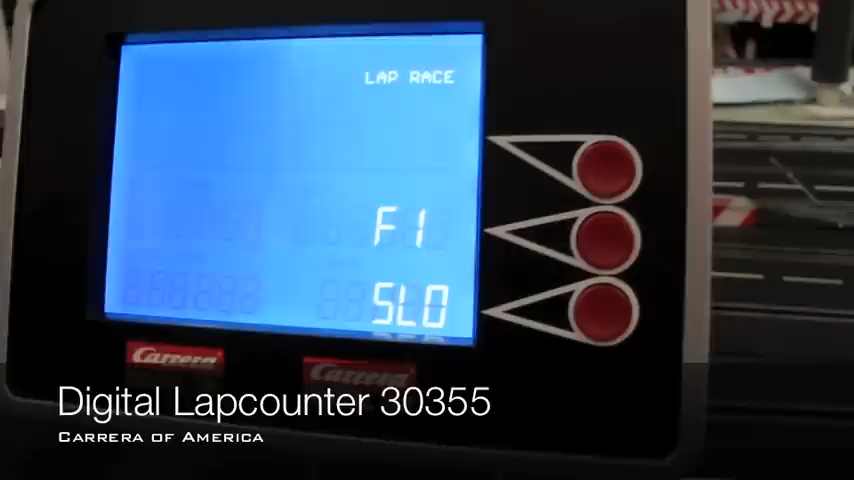 LAP RACE
F1
SLO
Carrera
Carrera
Digital Lapcounter 30355
CARRERA OF AMERICA